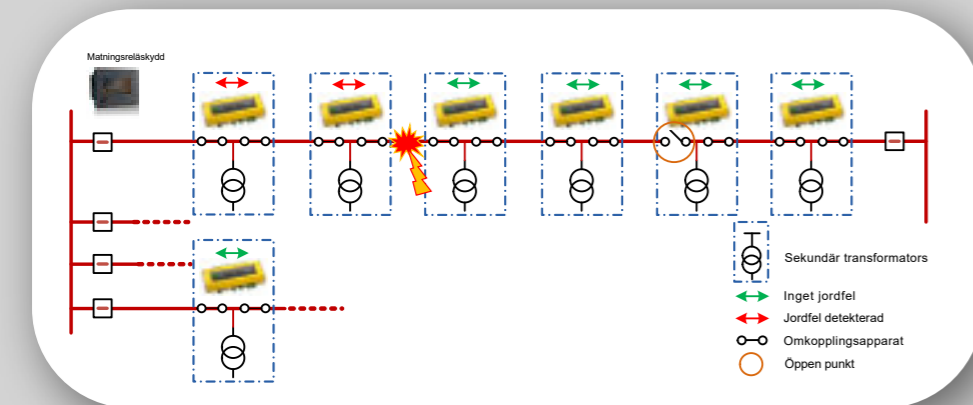 Matningsreläskydd
Sekundär transformators
Inget jordfel
Jordfel detekterad
Omkopplingsapparat
Öppen punkt